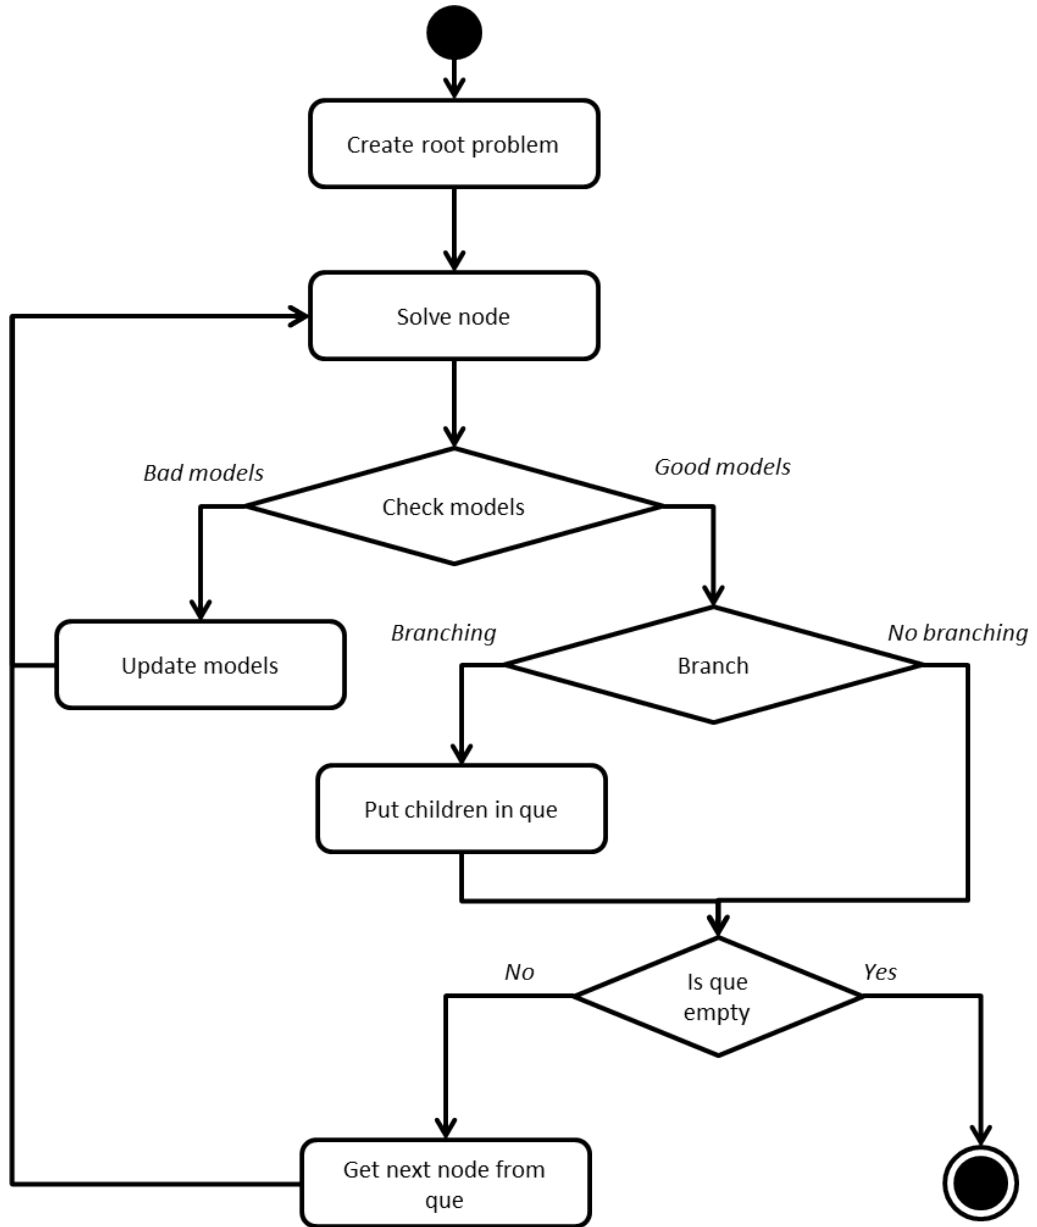 Create root problem
Solve node
Bad models
Good models
Check models
Branching
No branching
Update models
Branch
Put children in que
No
Yes
Is que
empty
Get next node from
que